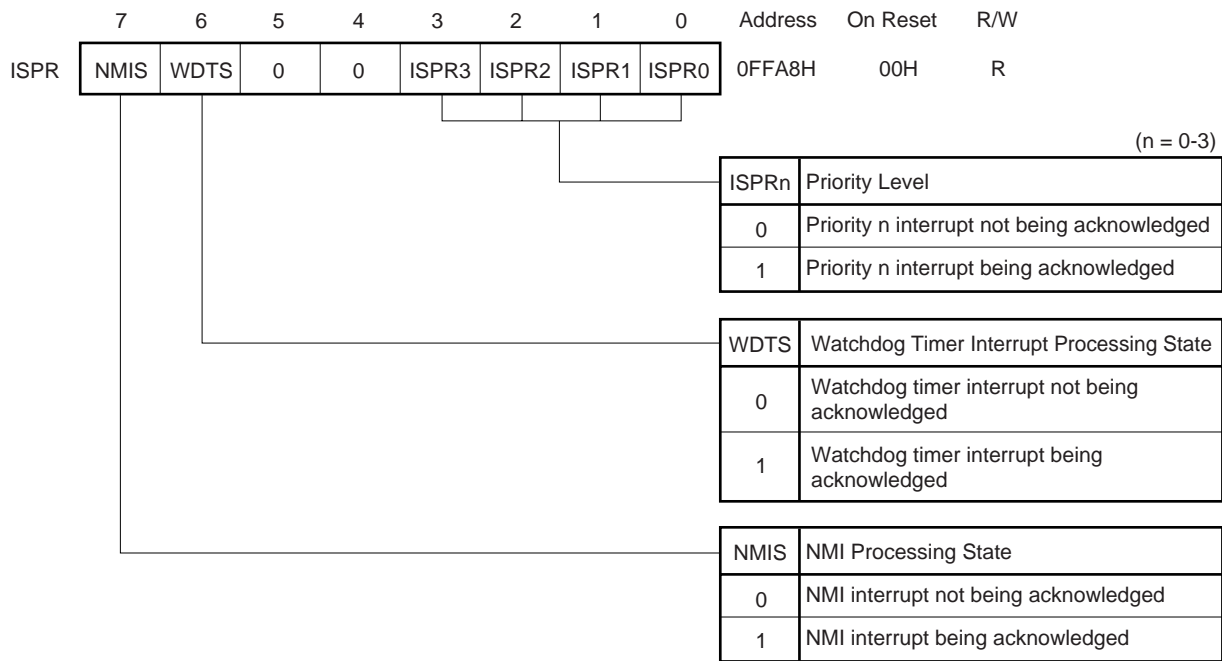 7 6 5 4 3 2 1 0 Address On Reset R/W
ISPR NMIS WDTS 0 0 ISPR3 ISPR2 ISPR1 ISPR0 0FFA8H 00H R
(n = 0-3)
ISPRn Priority Level
0 Priority n interrupt not being acknowledged
1 Priority n interrupt being acknowledged
WDTS Watchdog Timer Interrupt Processing State
0 Watchdog timer interrupt not being
acknowledged
1 Watchdog timer interrupt being
acknowledged
NMIS NMI Processing State
0 NMI interrupt not being acknowledged
1 NMI interrupt being acknowledged